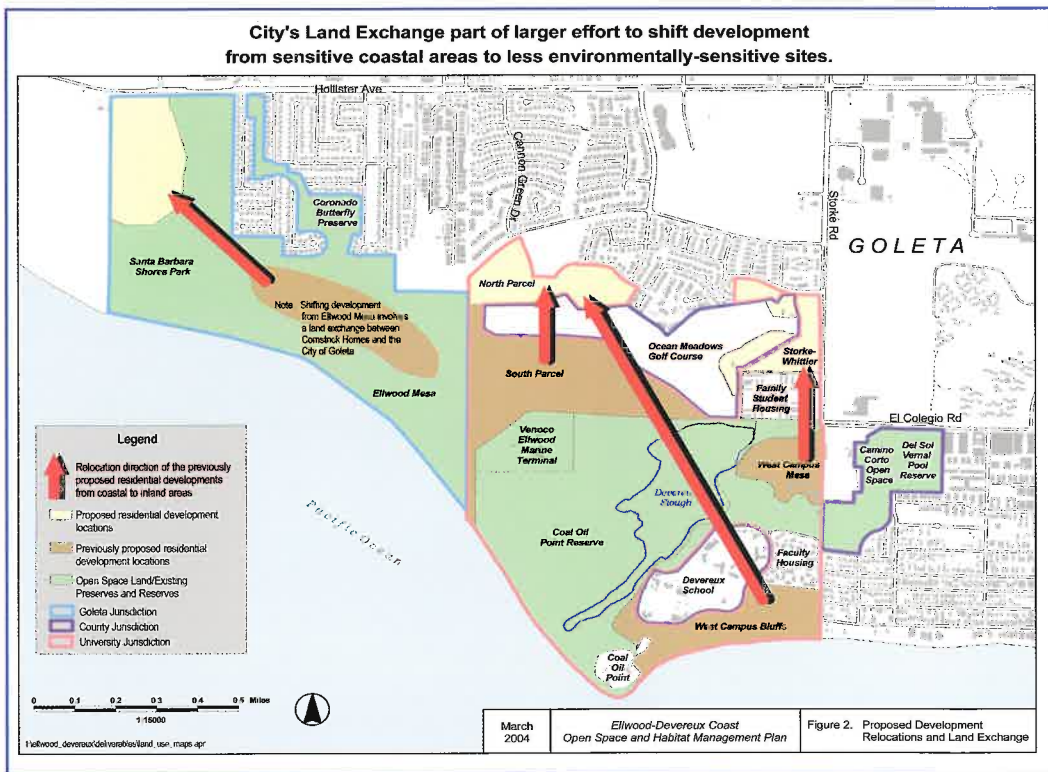 City's Land Exchange part of larger effort to shift development
from sensitive coastal areas to less environmentally-sensitive sites.
Hollister Ave
Cannon Green Dr
Storke Rd
GOLETA
Coronado
Butterfly
Preserve
Santa Barbara
Shores Park
North Parcel
Note: Shifting development
from Ellwood Mesa involves
a land exchange between
Comstock Homes and the
City of Goleta
Ocean Meadows
Golf Course
Storke-
Whittier
South Parcel
Ellwood Mesa
Family
Student
Housing
El Colegio Rd
Venoco
Ellwood
Marine
Terminal
West Campus
Mesa
Camino
Corto
Open
Space
Del Sol
Vernal
Pool
Reserve
Devereux
Slough
Pacific Ocean
Coal Oil
Point Reserve
Faculty
Housing
Devereux
School
West Campus Bluffs
Coal
Oil
Point
Legend
Relocation direction of the previously
proposed residential developments
from coastal to inland areas
Proposed residential development
locations
Previously proposed residential
development locations
Open Space Land/Existing
Preserves and Reserves
Goleta Jurisdiction
County Jurisdiction
University Jurisdiction
0 0.1 0.2 0.3 0.4 0.5 Miles
1:15000
March
2004
Ellwood-Devereux Coast
Open Space and Habitat Management Plan
Figure 2. Proposed Development
Relocations and Land Exchange